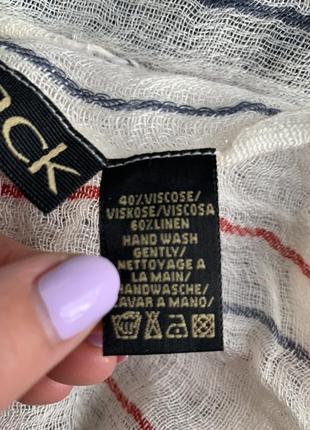 ack
40%VISCOSE/
VISKOSE/VISCOSA
60%LINEN
HAND WASH
GENTLY/
NETTOYAGE A
LA MAIN/
HANDWASCHE/
LAVAR A MANO/